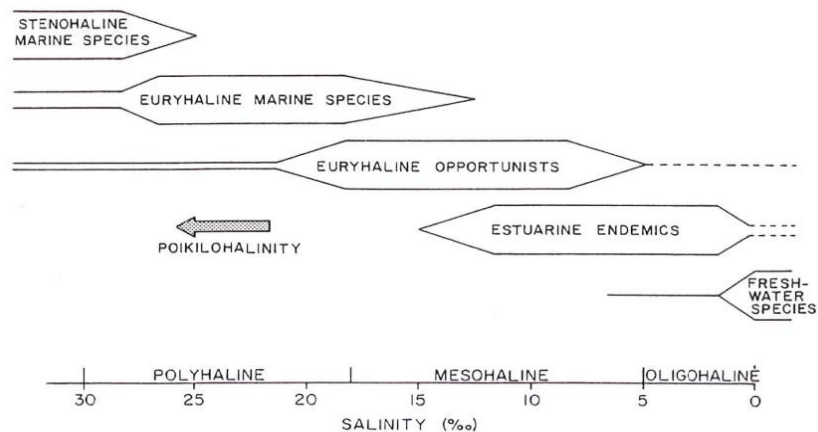 STENOHALINE
MARINE SPECIES
EURYHALINE MARINE SPECIES
EURYHALINE OPPORTUNISTS
ESTUARINE ENDEMICS
POIKILOHALINITY
FRESH-
WATER
SPECIES
POLYHALINE MESOHALINE OLIGOHALINE
30 25 20 15 10 5 0
SALINITY (‰)